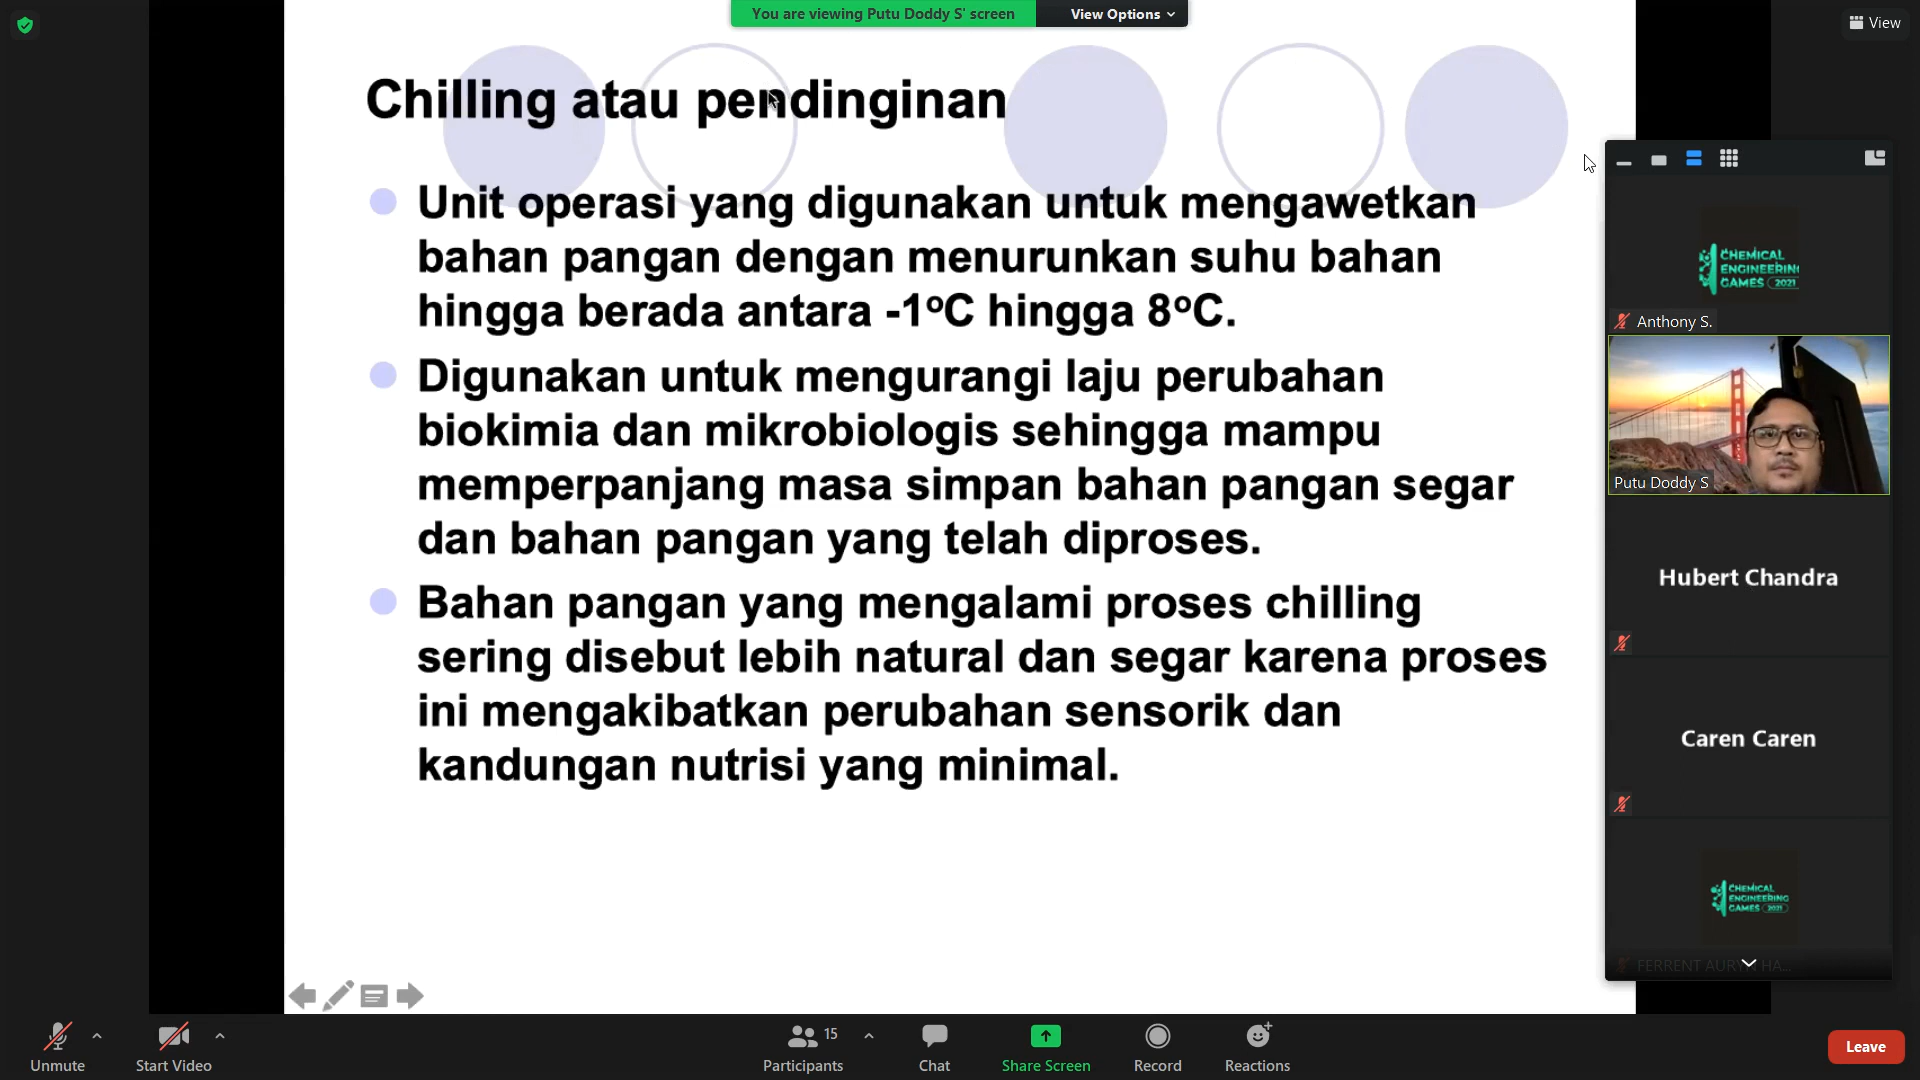 You are viewing Putu Doddy S' screen
View Options
View
Chilling atau pendinginan
Unit operasi yang digunakan untuk mengawetkan
bahan pangan dengan menurunkan suhu bahan
hingga berada antara -1ºC hingga 8ºC.
Digunakan untuk mengurangi laju perubahan
biokimia dan mikrobiologis sehingga mampu
memperpanjang masa simpan bahan pangan segar
dan bahan pangan yang telah diproses.
Bahan pangan yang mengalami proses chilling
sering disebut lebih natural dan segar karena proses
ini mengakibatkan perubahan sensorik dan
kandungan nutrisi yang minimal.
CHEMICAL
ENGINEERIN
GAMES 2021
Anthony S.
Putu Doddy S
Hubert Chandra
Caren Caren
CHEMICAL
ENGINEERING
GAMES 2021
FERRENT HA...
Unmute
Start Video
15
Participants
Chat
Share Screen
Record
Reactions
Leave